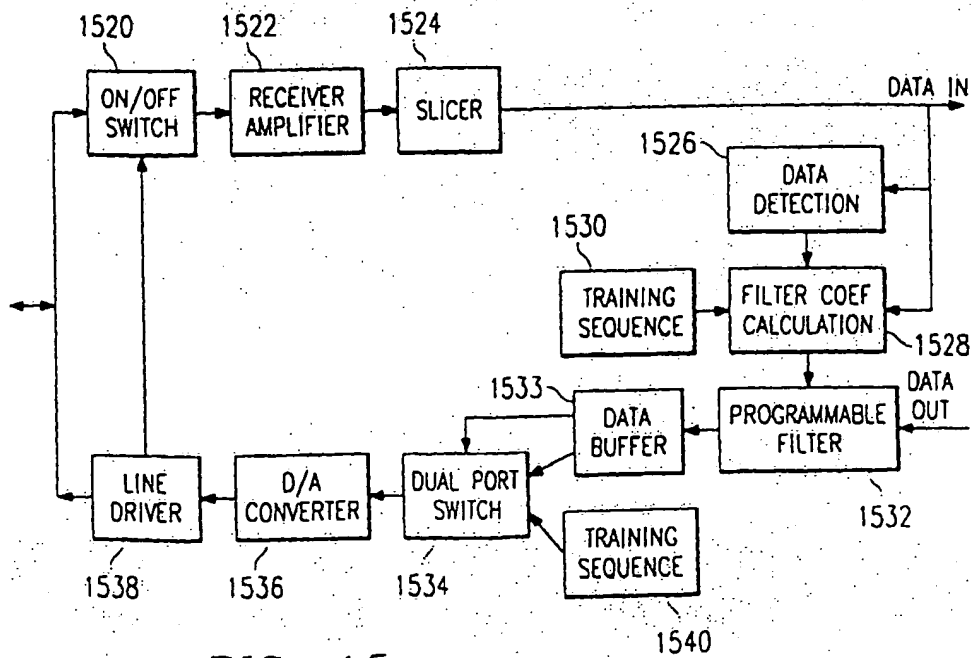 1520
1522
1524
ON/OFF
SWITCH
RECEIVER
AMPLIFIER
SLICER
DATA IN
1526
DATA
DETECTION
1530
TRAINING
SEQUENCE
FILTER COEF
CALCULATION
1528
1533
DATA
OUT
DATA
BUFFER
PROGRAMMABLE
FILTER
LINE
DRIVER
D/A
CONVERTER
DUAL PORT
SWITCH
1532
TRAINING
SEQUENCE
1538
1536
1534
1540